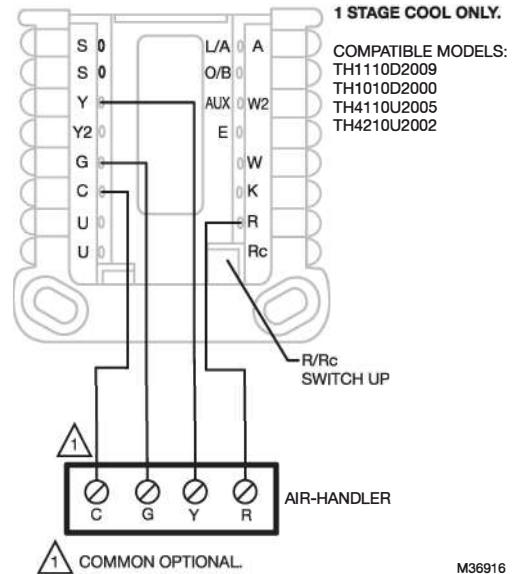 1 STAGE COOL ONLY.
COMPATIBLE MODELS:
TH1110D2009
TH1010D2000
TH4110U2005
TH4210U2002
S L/A A
S O/B
Y AUX W2
Y2 E
G W
C K
U R
U Rc
R/Rc
SWITCH UP
1
C G Y R
AIR-HANDLER
1 COMMON OPTIONAL.
M36916